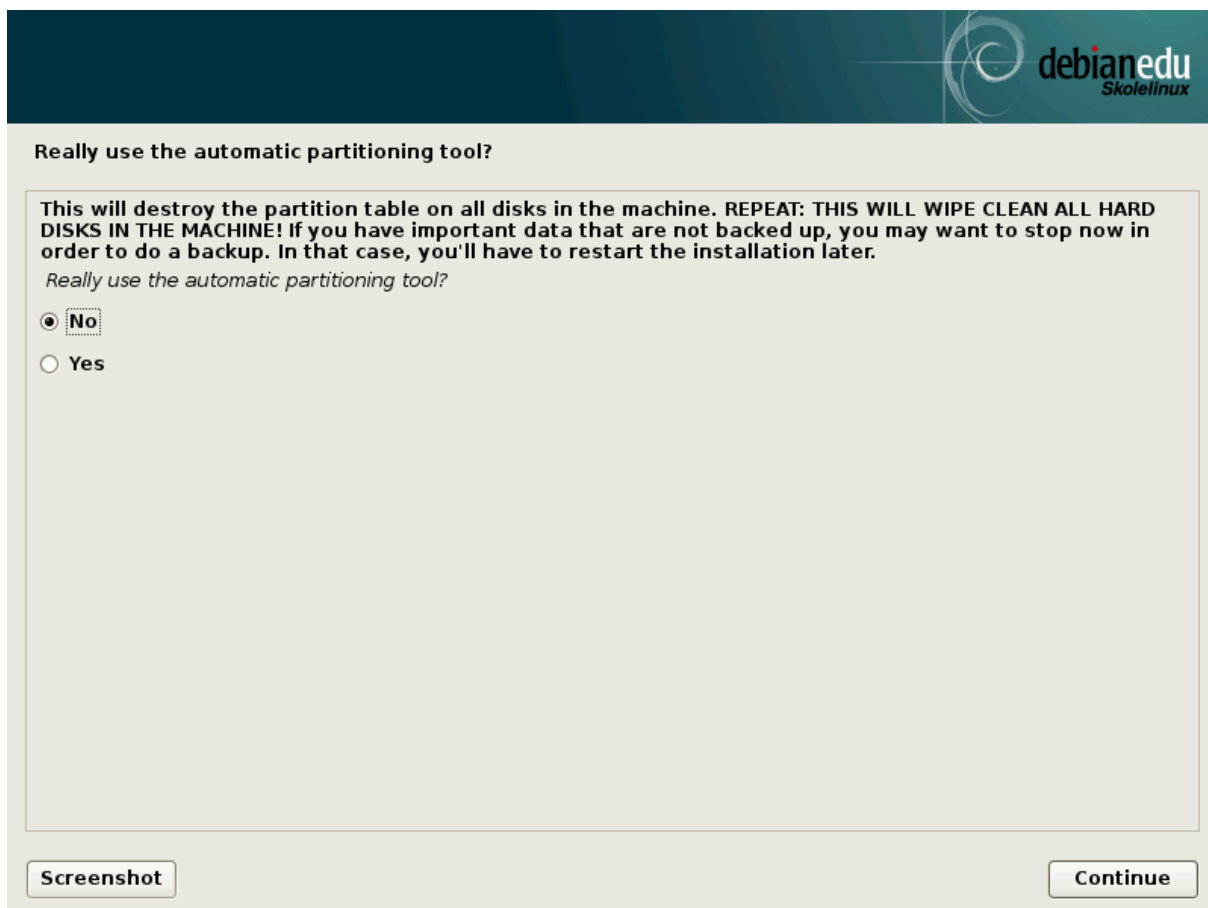 debianedu
Skolelinux
Really use the automatic partitioning tool?
This will destroy the partition table on all disks in the machine. REPEAT: THIS WILL WIPE CLEAN ALL HARD
DISKS IN THE MACHINE! If you have important data that are not backed up, you may want to stop now in
order to do a backup. In that case, you'll have to restart the installation later.
Really use the automatic partitioning tool?
No
Yes
Screenshot
Continue